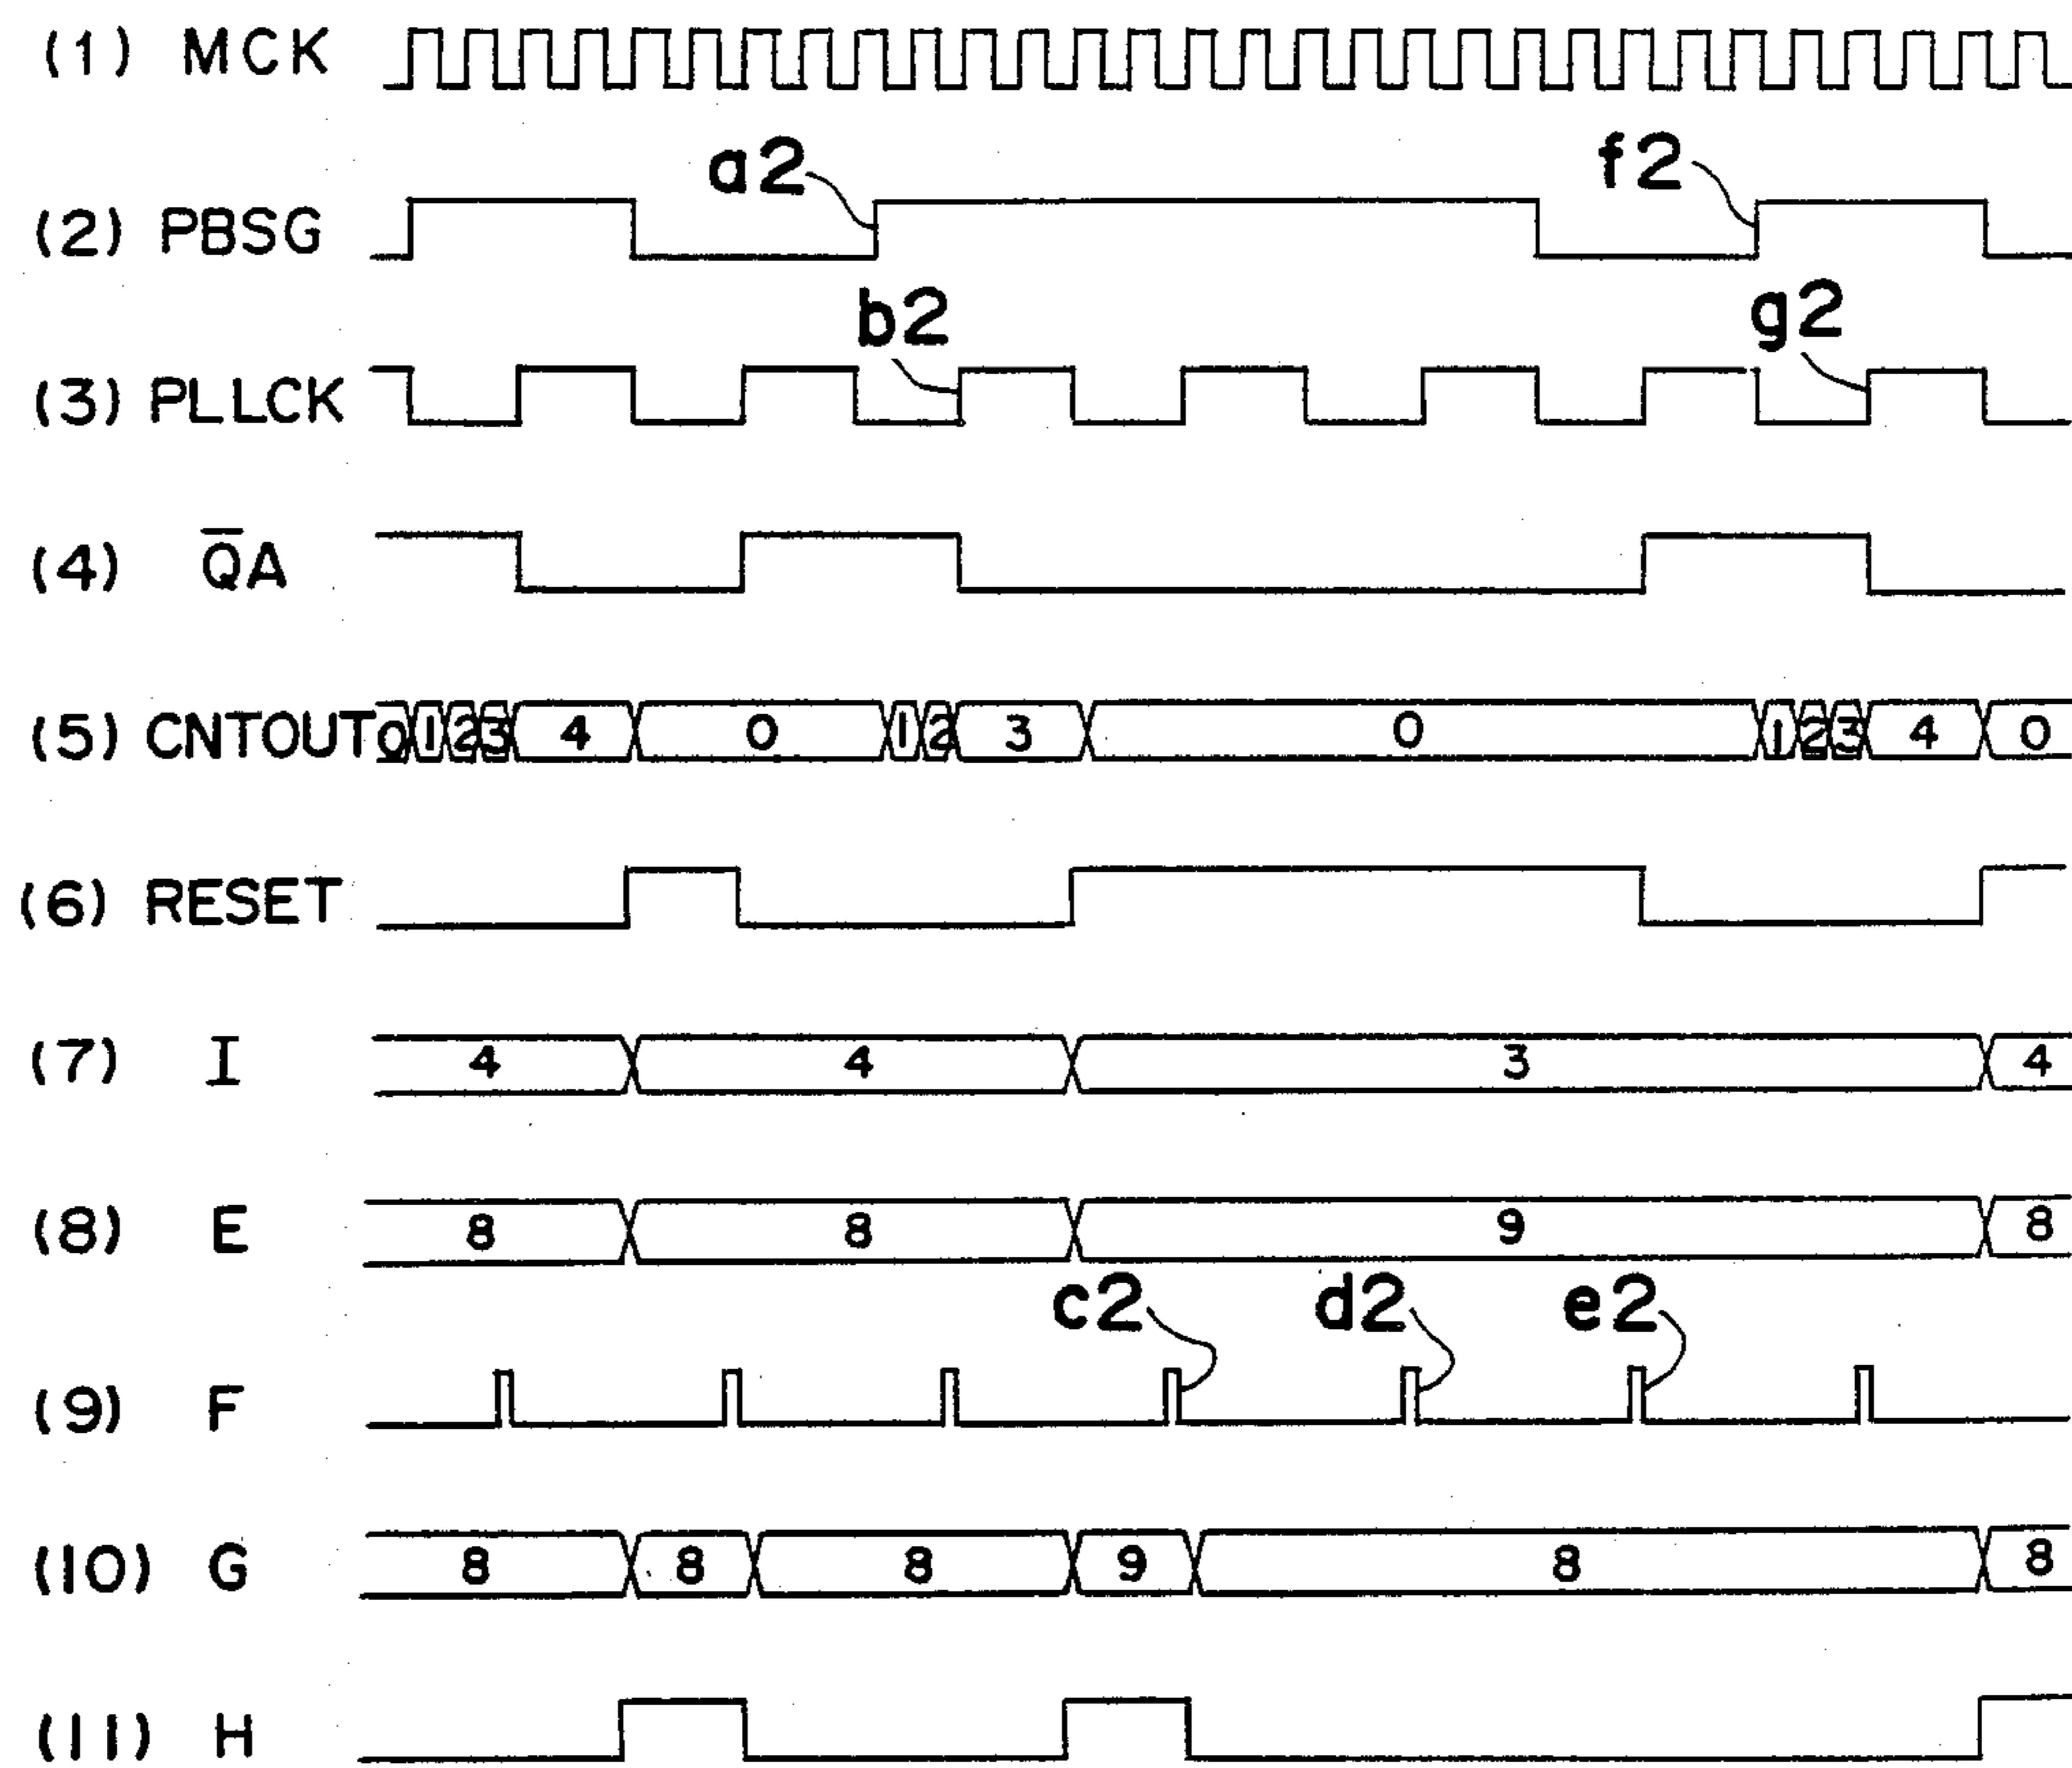 (1) MCK
a2 f2
(2) PBSG
b2 g2
(3) PLLCK
(4) Q̅A
(5) CNTOUT 0 1 2 3 4 0 1 2 3 0 1 2 3 4 0
(6) RESET
(7) I 4 4 3 4
(8) E 8 8 9 8
c2 d2 e2
(9) F
(10) G 8 8 8 9 8 8
(11) H